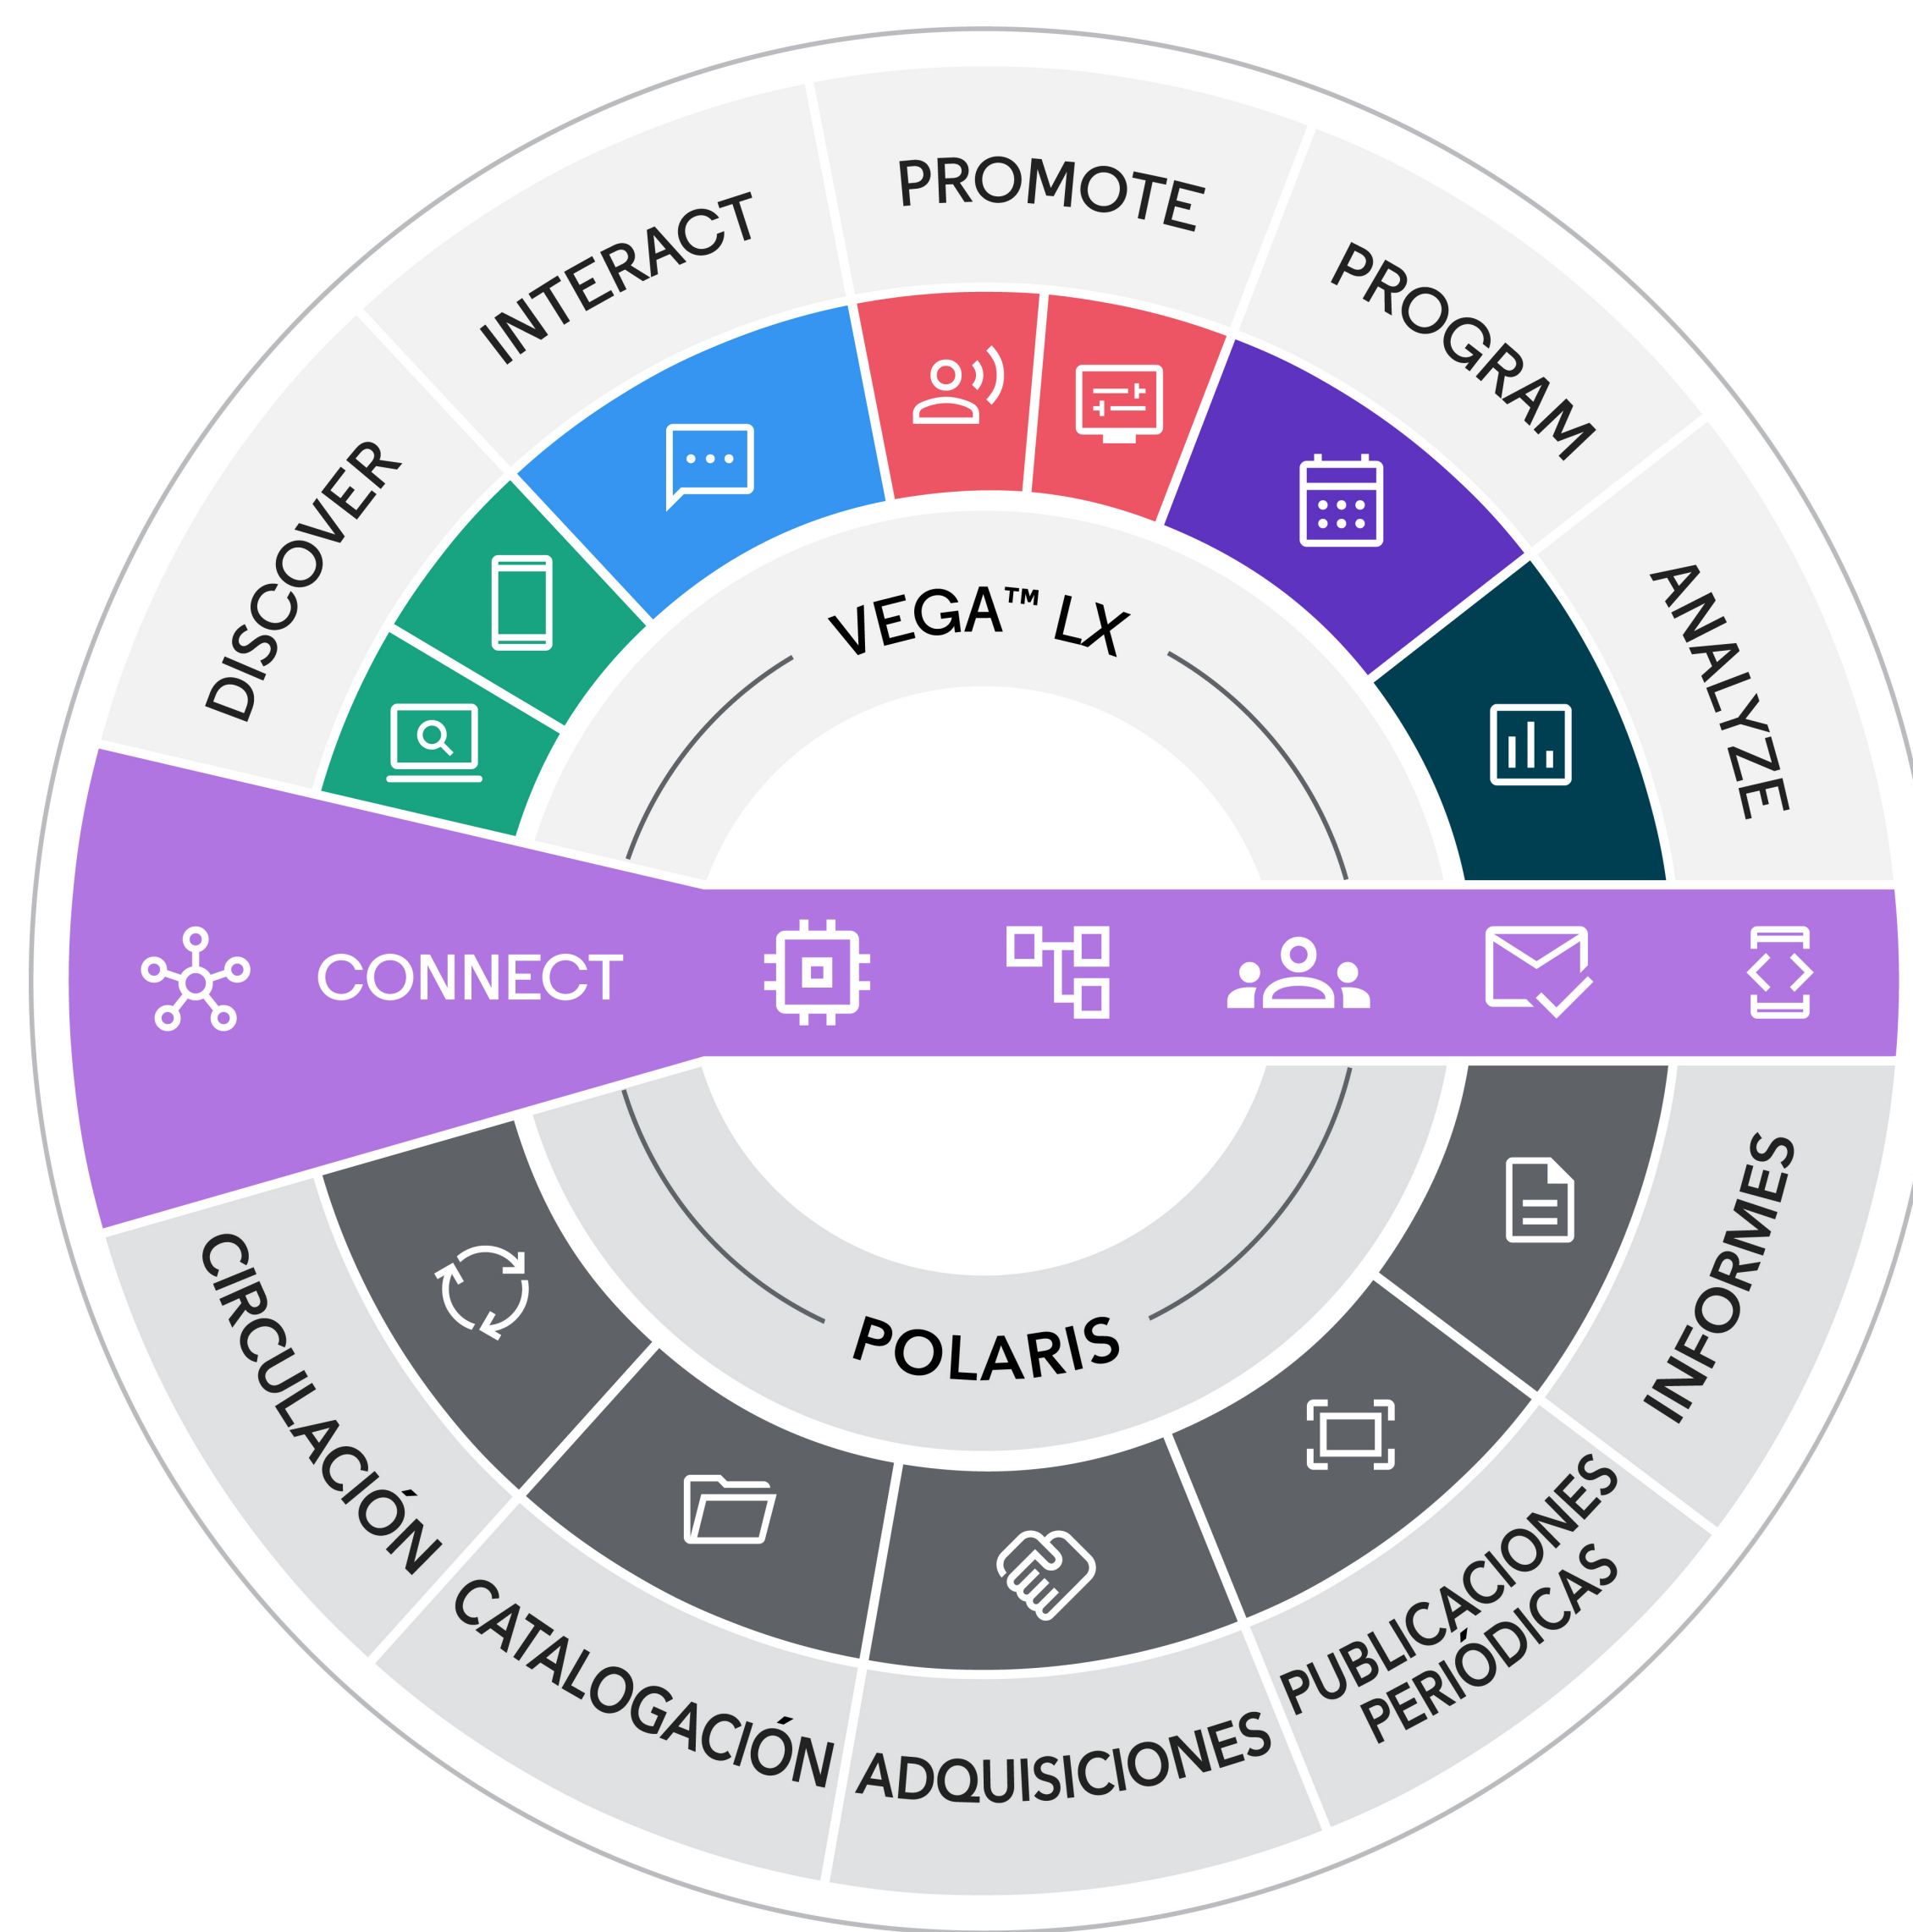 PROMOTE
INTERACT
PROGRAM
DISCOVER
ANALYZE
VEGA™ LX
CONNECT
POLARIS
INFORMES
CIRCULACIÓN
PUBLICACIONES
PERIÓDICAS
CATALOGACIÓN
ADQUISICIONES